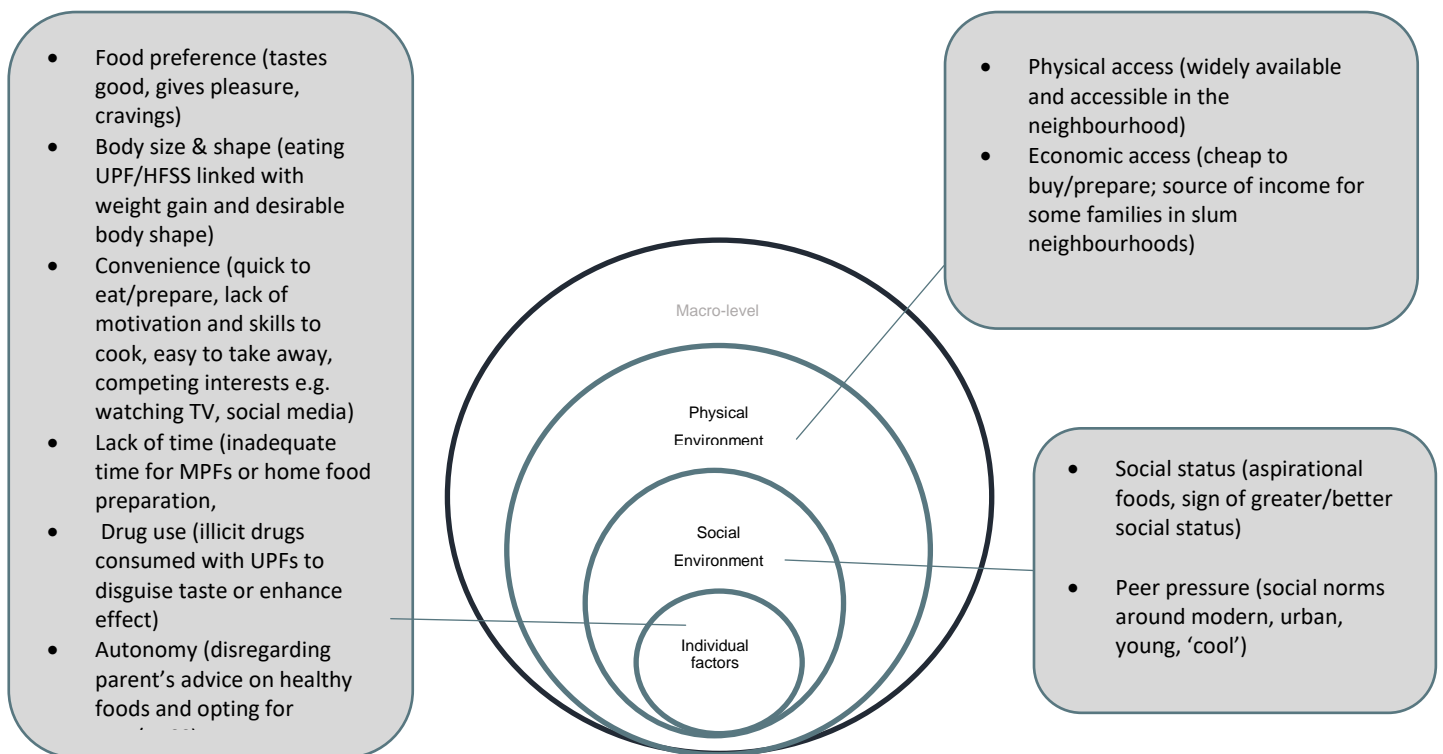 • Food preference (tastes
good, gives pleasure,
cravings)
• Body size & shape (eating
UPF/HFSS linked with
weight gain and desirable
body shape)
• Convenience (quick to
eat/prepare, lack of
motivation and skills to
cook, easy to take away,
competing interests e.g.
watching TV, social media)
• Lack of time (inadequate
time for MPFs or home food
preparation,
• Drug use (illicit drugs
consumed with UPFs to
disguise taste or enhance
effect)
• Autonomy (disregarding
parent's advice on healthy
foods and opting for
• Physical access (widely available
and accessible in the
neighbourhood)
• Economic access (cheap to
buy/prepare; source of income for
some families in slum
neighbourhoods)
Macro-level
Physical
Environment
Social
Environment
Individual
factors
• Social status (aspirational
foods, sign of greater/better
social status)
• Peer pressure (social norms
around modern, urban,
young, ‘cool’)